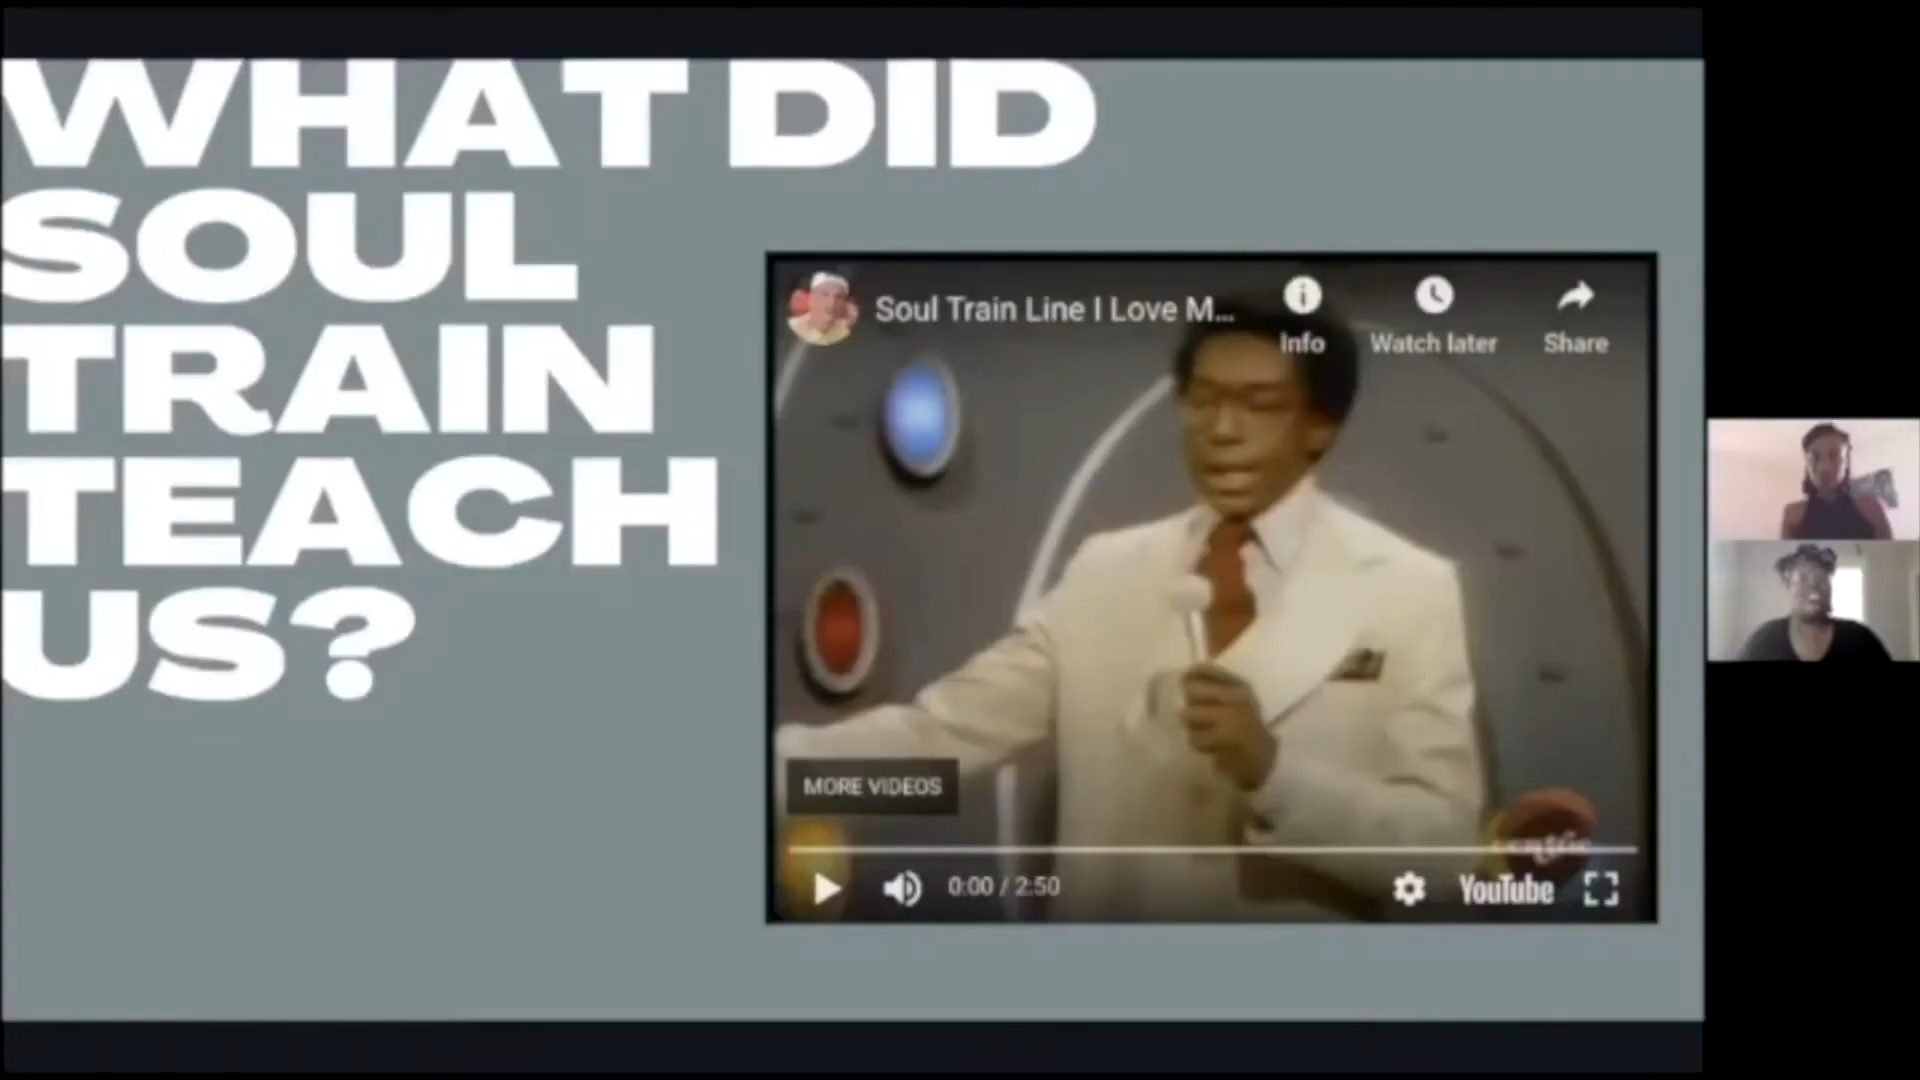 WHAT DID
SOUL
TRAIN
TEACH
US?
Soul Train Line I Love M...
Info
Watch later
Share
MORE VIDEOS
centric
0:00 / 2:50
YouTube